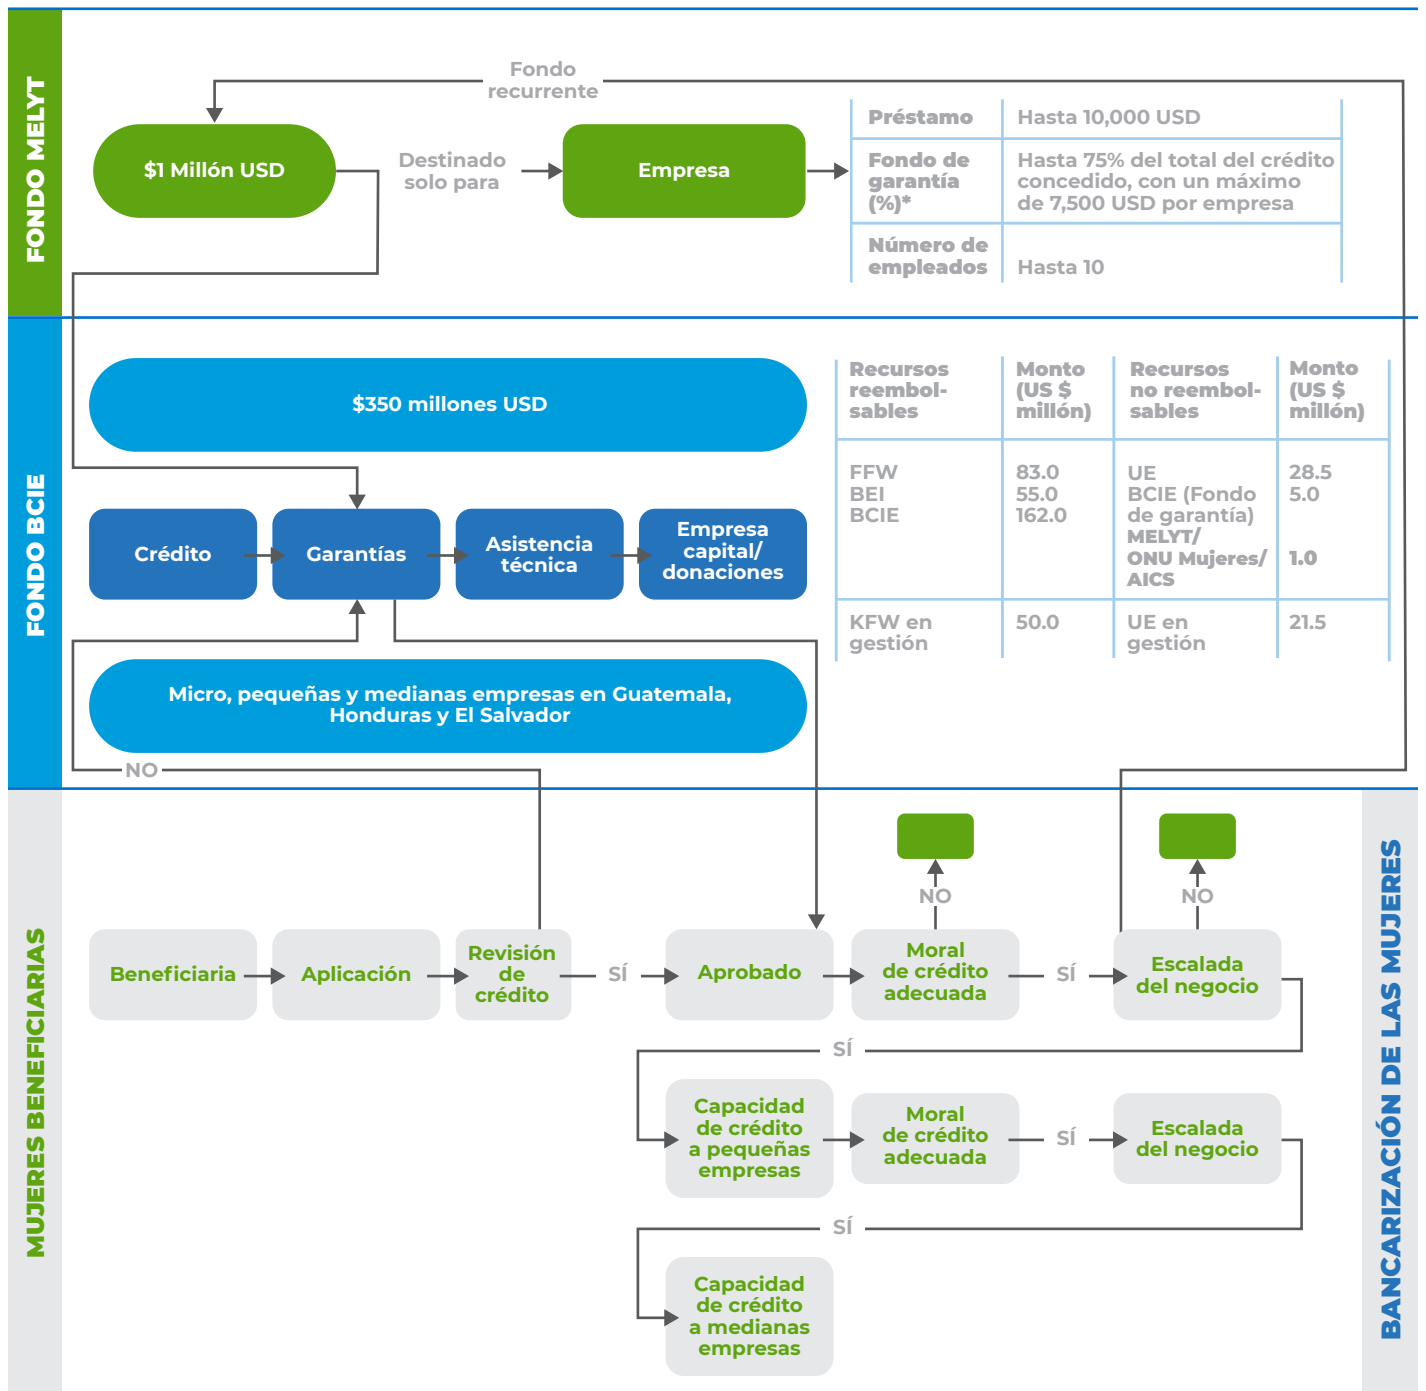 FONDO MELYT
Fondo
recurrente
$1 Millón USD
Destinado
solo para
Empresa
Préstamo
Hasta 10,000 USD
Fondo de
garantía
(%)*
Hasta 75% del total del crédito
concedido, con un máximo
de 7,500 USD por empresa
Número de
empleados
Hasta 10
FONDO BCIE
$350 millones USD
Crédito
Garantías
Asistencia
técnica
Empresa
capital/
donaciones
Micro, pequeñas y medianas empresas en Guatemala,
Honduras y El Salvador
Recursos
reembol-
sables
Monto
(US $
millón)
Recursos
no reembol-
sables
Monto
(US $
millón)
FFW
83.0
BEI
55.0
BCIE
162.0
UE
28.5
BCIE (Fondo
5.0
de garantía)
MELYT/
ONU Mujeres/
1.0
AICS
KFW en
gestión
50.0
UE en
gestión
21.5
NO
MUJERES BENEFICIARIAS
Beneficiaria
Aplicación
Revisión
de
crédito
SÍ
Aprobado
NO
Moral
de crédito
adecuada
SÍ
NO
Escalada
del negocio
SÍ
Capacidad
de crédito
a pequeñas
empresas
Moral
de crédito
adecuada
SÍ
Escalada
del negocio
SÍ
Capacidad
de crédito
a medianas
empresas
BANCARIZACIÓN DE LAS MUJERES